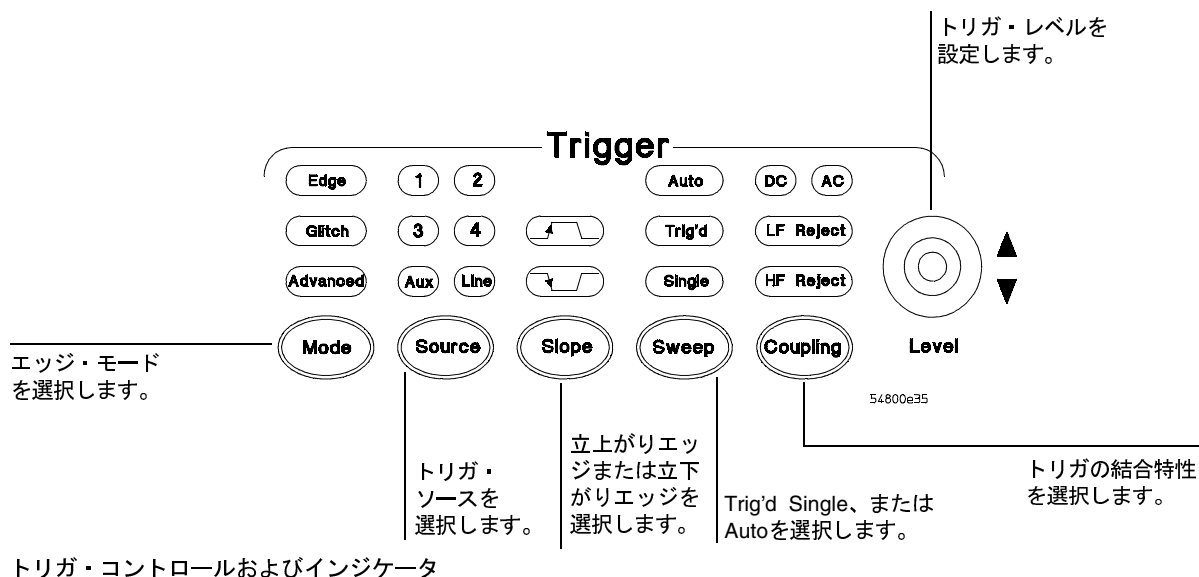 トリガ・レベルを
設定します。
Trigger
Edge 1 2 Auto DC AC
Glitch 3 4 Trig'd LF Reject
Advanced Aux Line Single HF Reject
Mode Source Slope Sweep Coupling Level
エッジ・モード
を選択します。
54800e35
トリガ・
ソースを
選択します。
立上がりエッ
ジまたは立下
がりエッジを
選択します。
Trig'd Single、または
Autoを選択します。
トリガの結合特性
を選択します。
トリガ・コントロールおよびインジケータ